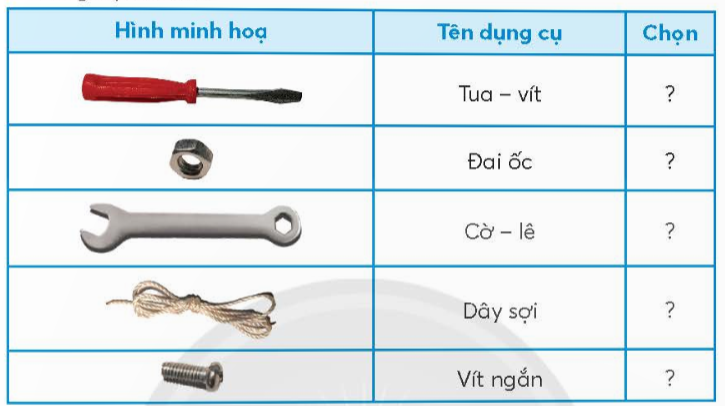 Hình minh hoạ Tên dụng cụ Chọn
Tua – vít ?
Đai ốc ?
Cờ – lê ?
Dây sợi ?
Vít ngắn ?